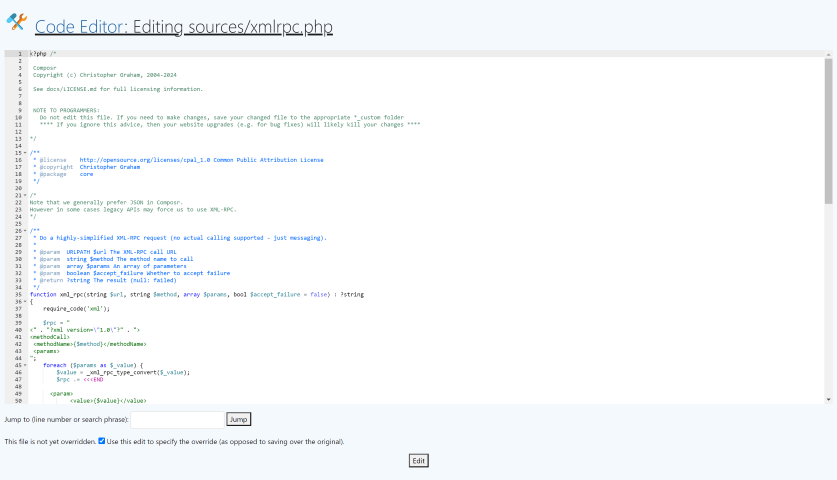 Code Editor: Editing sources/xmlrpc.php
1 <?php /*
2
3 Composr
4 Copyright (c) Christopher Graham, 2004-2024
5
6 See docs/LICENSE.md for full licensing information.
7
8
9 NOTE TO PROGRAMMERS:
10 Do not edit this file. If you need to make changes, save your changed file to the appropriate *_custom folder
11 **** If you ignore this advice, then your website upgrades (e.g. for bug fixes) will likely kill your changes ****
12
13 */
14
15 /**
16 * @license http://opensource.org/licenses/cpal_1.0 Common Public Attribution License
17 * @copyright Christopher Graham
18 * @package core
19 */
20
21 /*
22 Note that we generally prefer JSON in Composr.
23 However in some cases legacy APIs may force us to use XML-RPC.
24 */
25
26 /**
27 * Do a highly-simplified XML-RPC request (no actual calling supported - just messaging).
28 *
29 * @param URLPATH $url The XML-RPC call URL
30 * @param string $method The method name to call
31 * @param array $params An array of parameters
32 * @param boolean $accept_failure Whether to accept failure
33 * @return ?string The result (null: failed)
34 */
35 function xml_rpc(string $url, string $method, array $params, bool $accept_failure = false) : ?string
36 {
37 require_code('xml');
38
39 $rpc = "
40 <" . "?xml version=\"1.0\"?" . ">
41 <methodCall>
42 <methodName>{$method}</methodName>
43 <params>
44 ";
45 foreach ($params as $_value) {
46 $value = _xml_rpc_type_convert($_value);
47 $rpc .= <<<END
48
49 <param>
50 <value>{$value}</value>
Jump to (line number or search phrase): Jump
This file is not yet overridden. Use this edit to specify the override (as opposed to saving over the original).
Edit